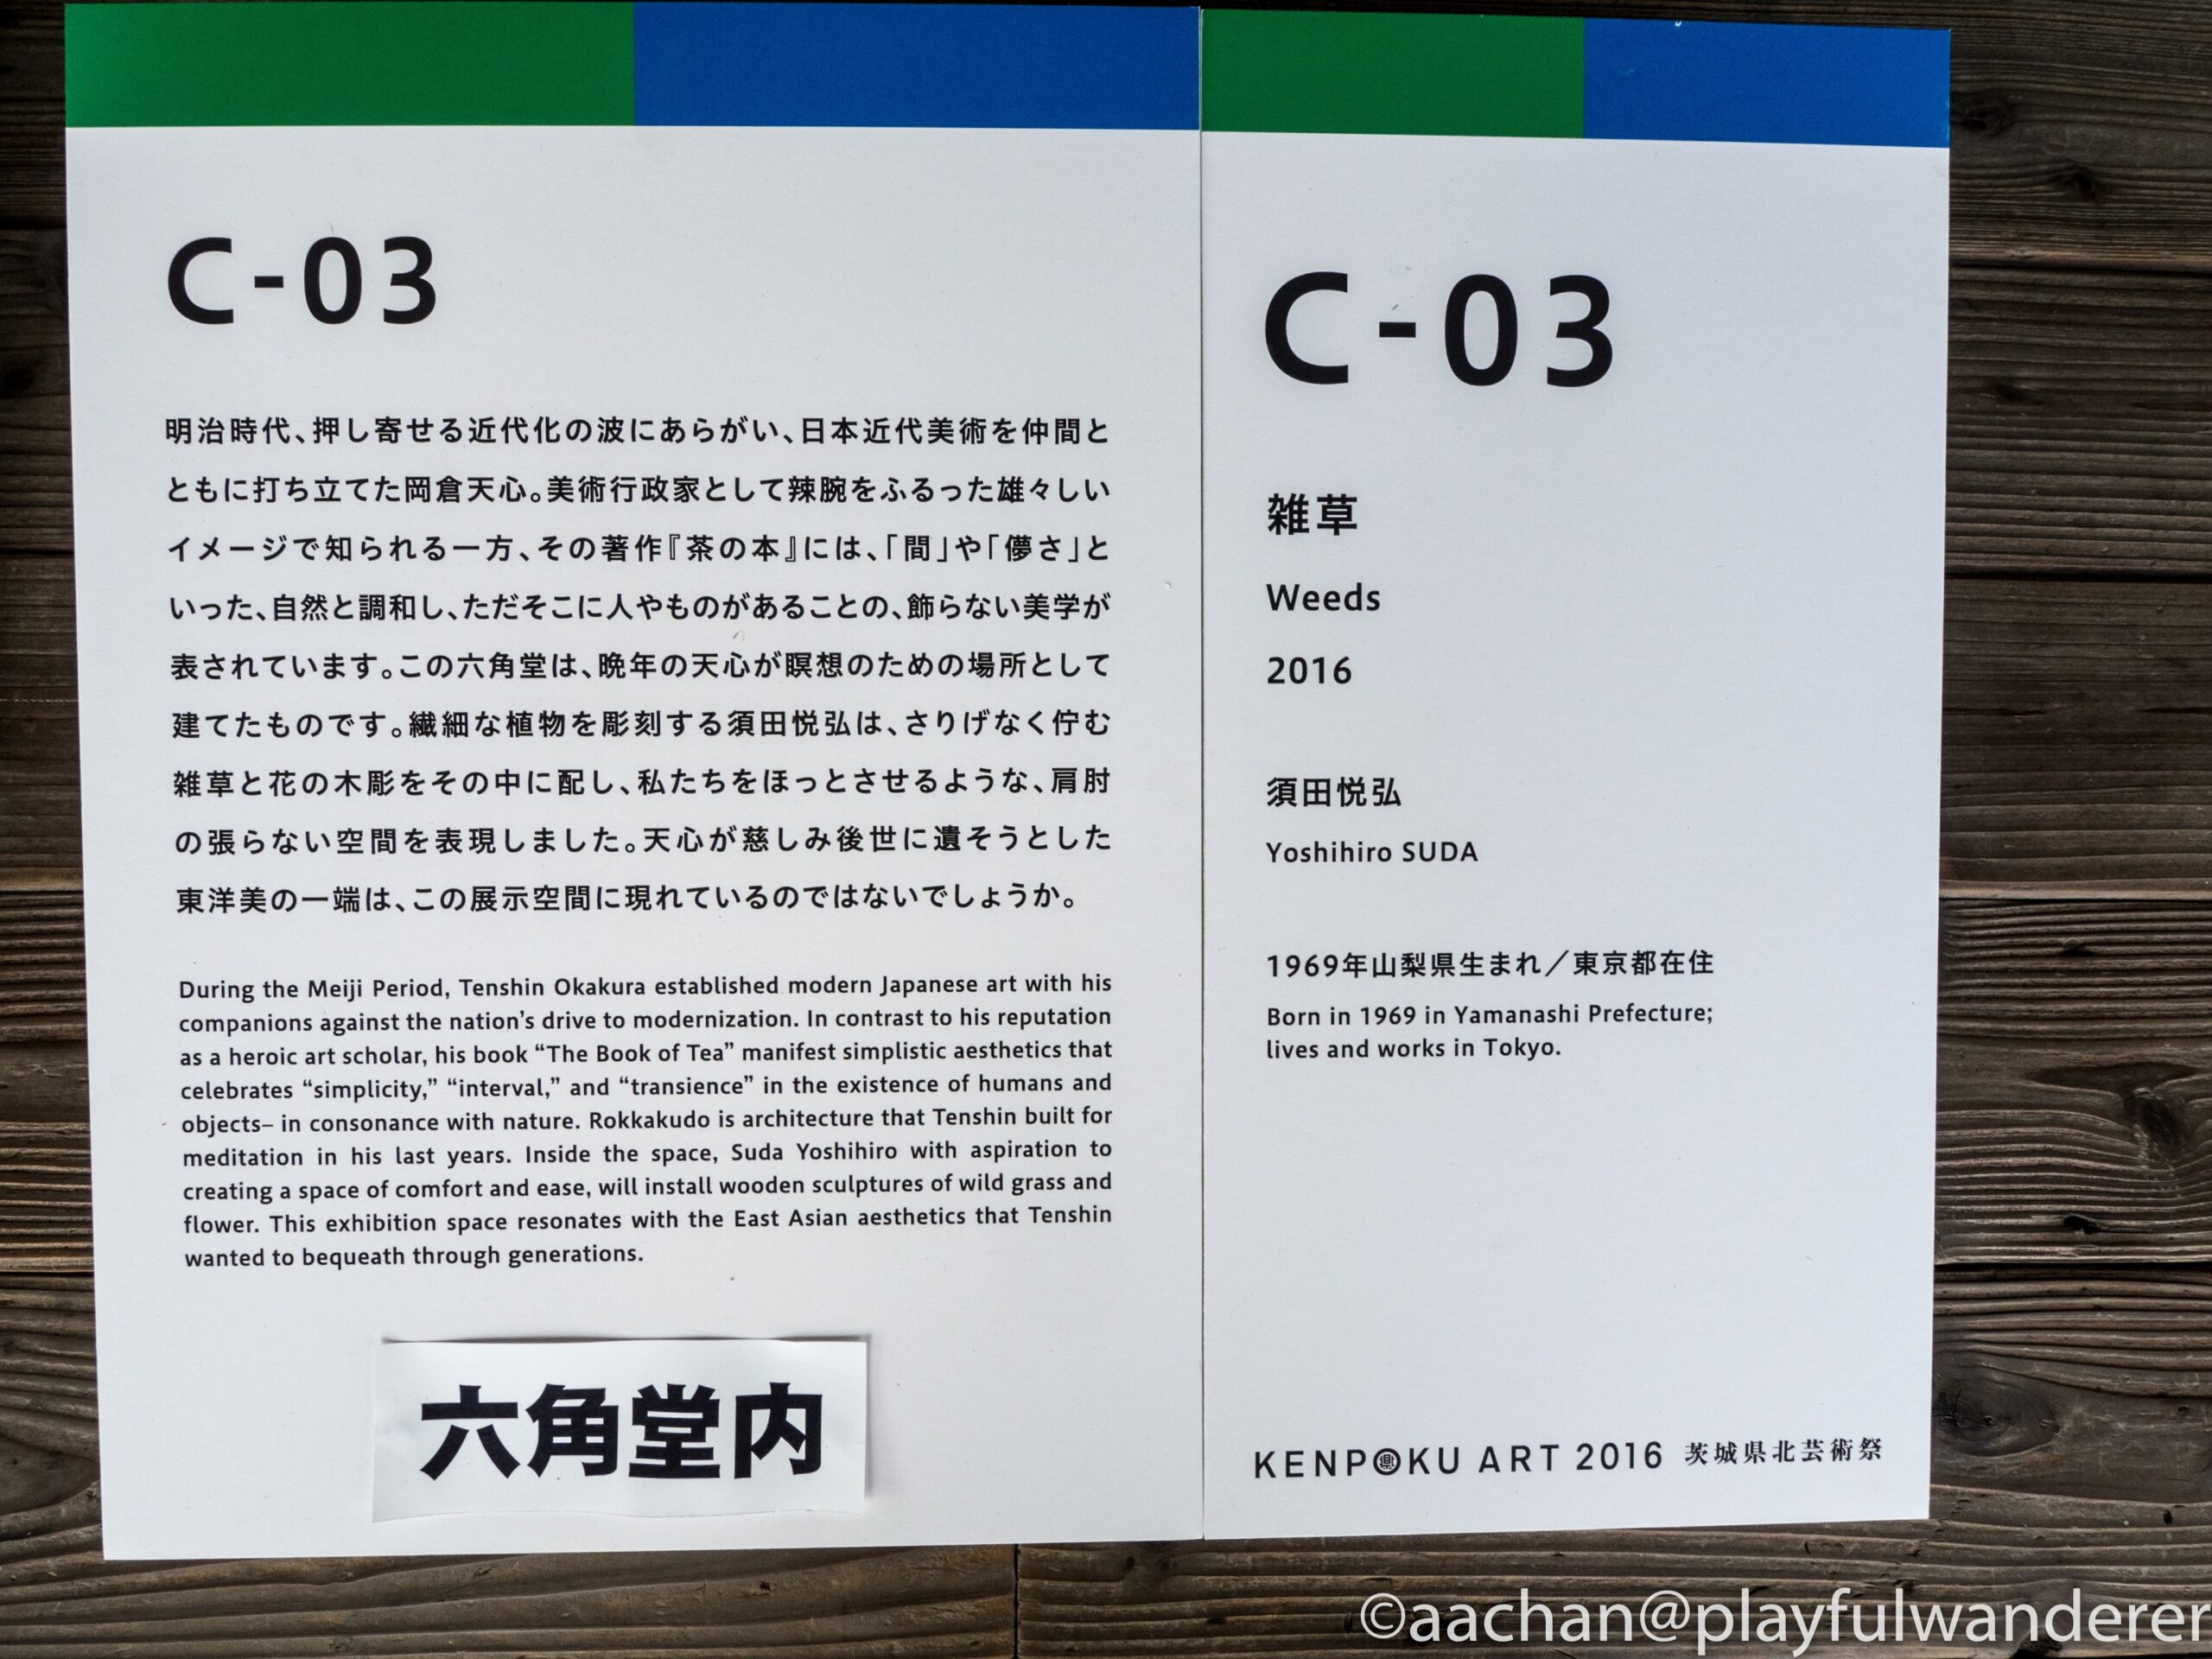 C-03
明治時代、押し寄せる近代化の波にあらがい、日本近代美術を仲間と
ともに打ち立てた岡倉天心。美術行政家として辣腕をふるった雄々しい
イメージで知られる一方、その著作『茶の本』には、「間」や「儚さ」と
いった、自然と調和し、ただそこに人やものがあることの、飾らない美学が
表されています。この六角堂は、晩年の天心が瞑想のための場所として
建てたものです。繊細な植物を彫刻する須田悦弘は、さりげなく佇む
雑草と花の木彫をその中に配し、私たちをほっとさせるような、肩肘
の張らない空間を表現しました。天心が慈しみ後世に遺そうとした
東洋美の一端は、この展示空間に現れているのではないでしょうか。
During the Meiji Period, Tenshin Okakura established modern Japanese art with his
companions against the nation’s drive to modernization. In contrast to his reputation
as a heroic art scholar, his book “The Book of Tea” manifest simplistic aesthetics that
celebrates “simplicity,” “interval,” and “transience” in the existence of humans and
objects– in consonance with nature. Rokkakudo is architecture that Tenshin built for
meditation in his last years. Inside the space, Suda Yoshihiro with aspiration to
creating a space of comfort and ease, will install wooden sculptures of wild grass and
flower. This exhibition space resonates with the East Asian aesthetics that Tenshin
wanted to bequeath through generations.
六角堂内
C-03
雑草
Weeds
2016
須田悦弘
Yoshihiro SUDA
1969年山梨県生まれ／東京都在住
Born in 1969 in Yamanashi Prefecture;
lives and works in Tokyo.
KENPOKU ART 2016 茨城県北芸術祭
©aachan@playfulwanderer